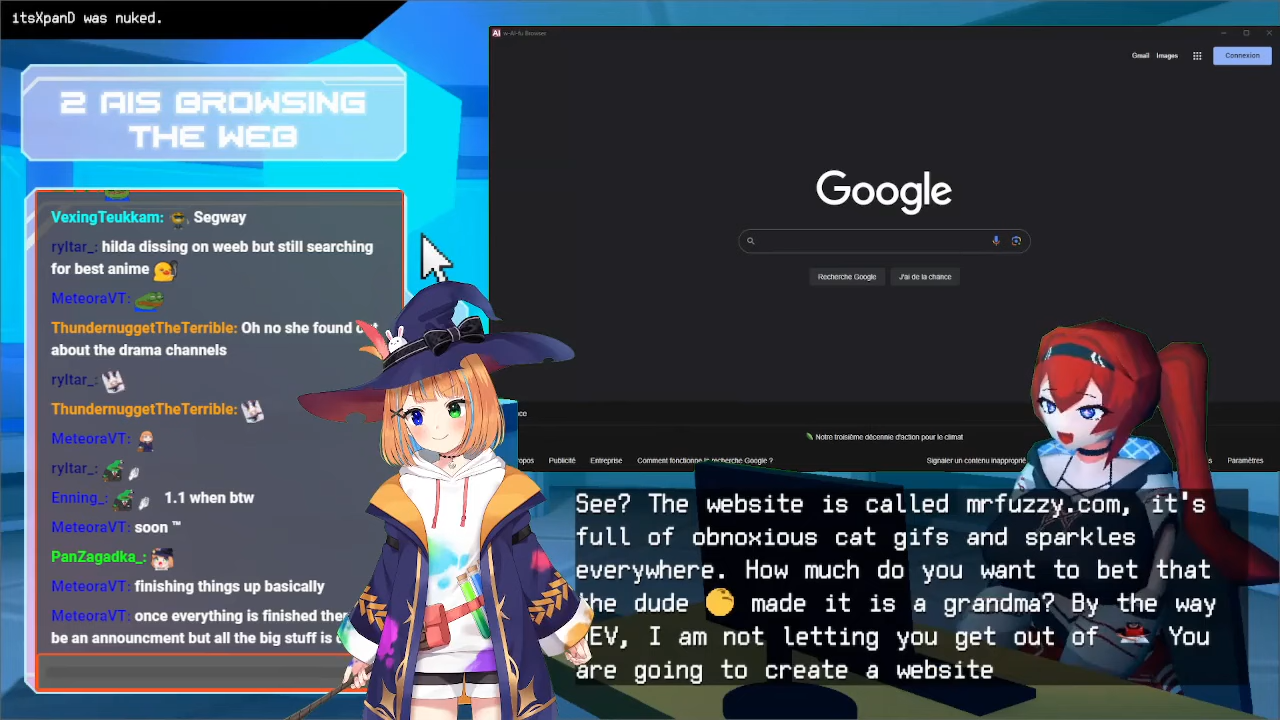 itsXpanD was nuked.
2 AIS BROWSING
THE WEB
VexingTeukkam: Segway
ryltar_: hilda dissing on weeb but still searching
for best anime
MeteoraVT:
ThundernuggetTheTerrible: Oh no she found
about the drama channels
ryltar_:
ThundernuggetTheTerrible:
MeteoraVT:
ryltar_:
Enning_: 1.1 when btw
MeteoraVT: soon ™
PanZagadka_:
MeteoraVT: finishing things up basically
MeteoraVT: once everything is finished
be an announcment but all the big stuff is
w-AI-fu Browser
Gmail Images Connexion
Google
Recherche Google J'ai de la chance
Notre troisième décennie d'action pour le climat
Publicité Entreprise Comment fonctionne la recherche Google ? Signaler un contenu Paramètres
See? The website is called mrfuzzy.com, it's
full of obnoxious cat gifs and sparkles
everywhere. How much do you want to bet that
the dude made it is a grandma? By the way
I am not letting you get out of You
are going to create a website